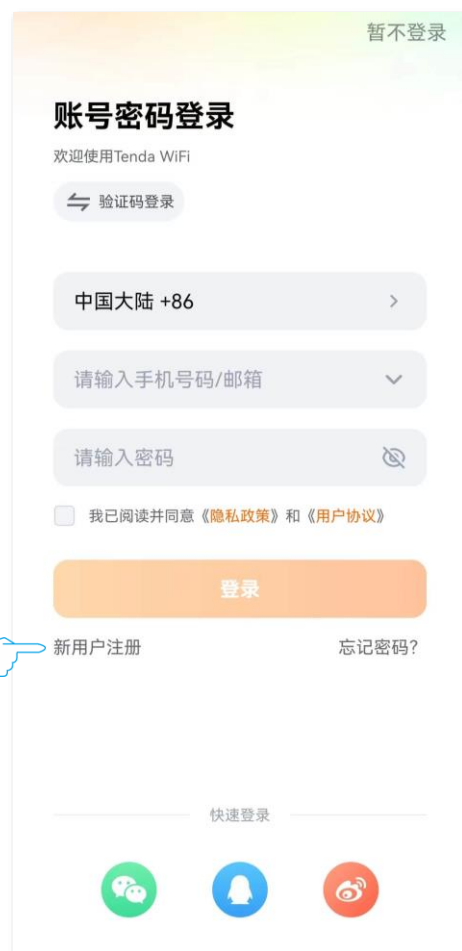 暂不登录
账号密码登录
欢迎使用Tenda WiFi
验证码登录
中国大陆 +86
请输入手机号码/邮箱
请输入密码
我已阅读并同意《隐私政策》和《用户协议》
登录
新用户注册 忘记密码?
快速登录